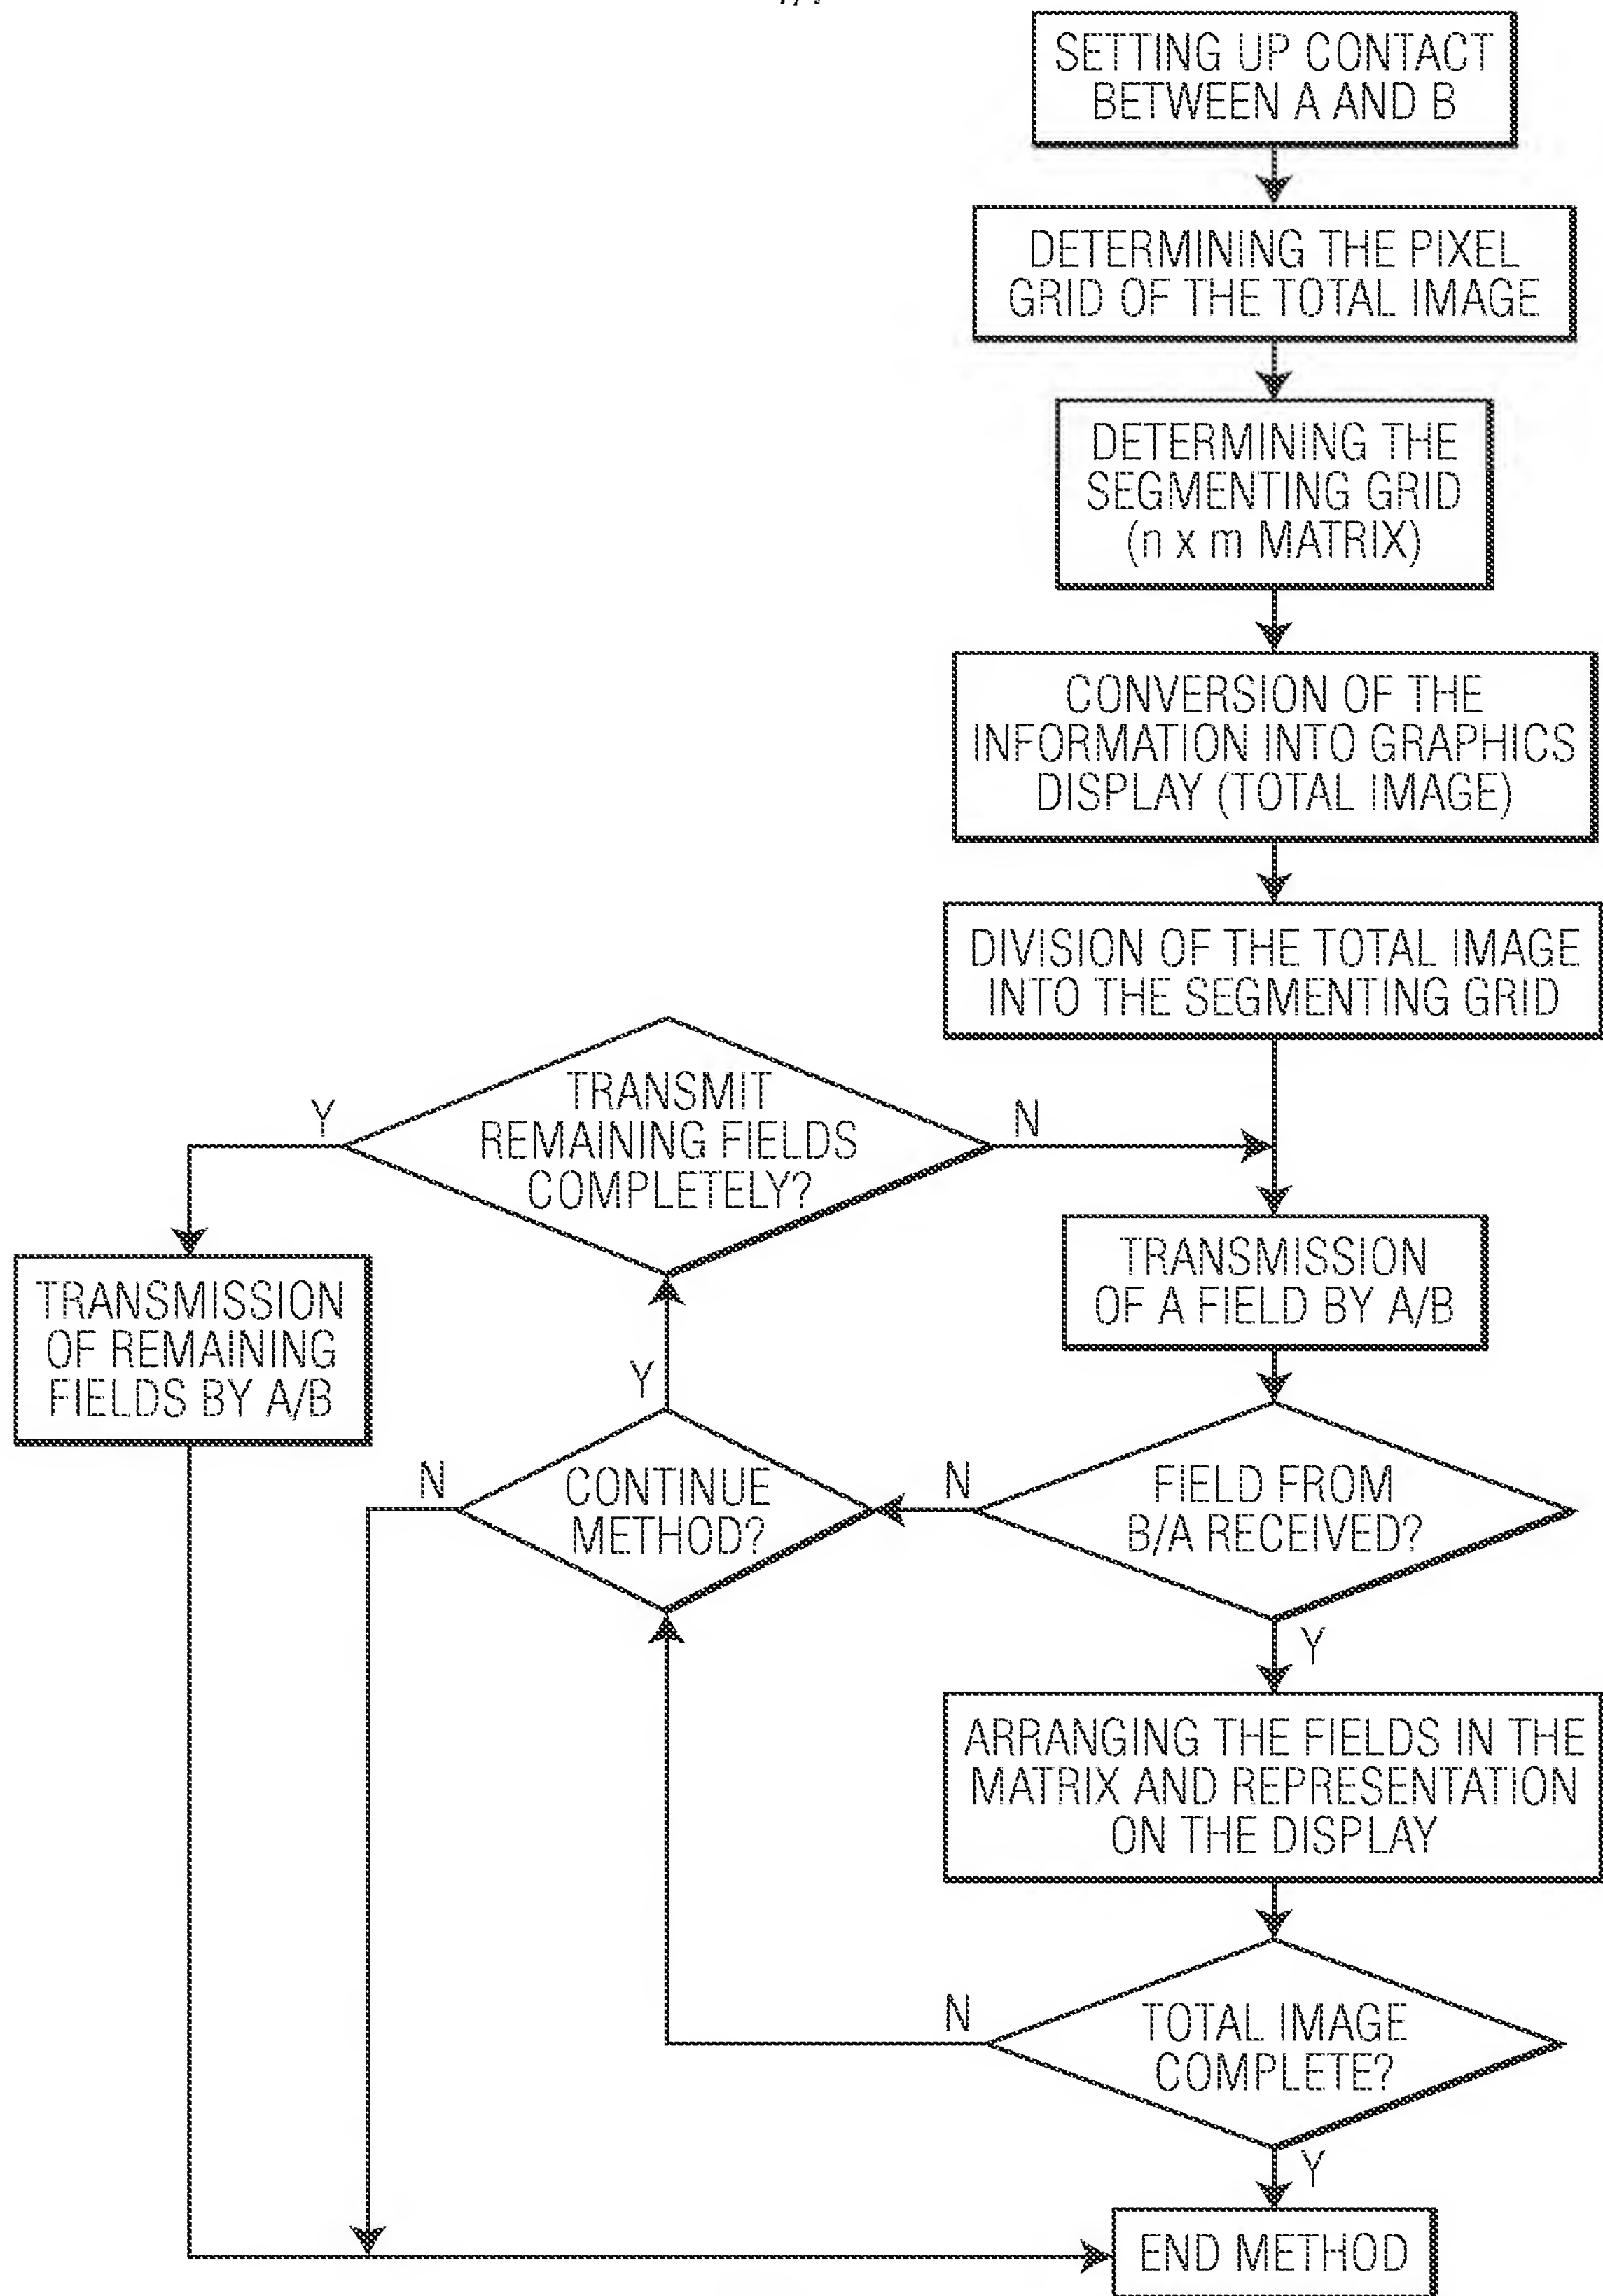 SETTING UP CONTACT
BETWEEN A AND B
DETERMINING THE PIXEL
GRID OF THE TOTAL IMAGE
DETERMINING THE
SEGMENTING GRID
(n x m MATRIX)
CONVERSION OF THE
INFORMATION INTO GRAPHICS
DISPLAY (TOTAL IMAGE)
DIVISION OF THE TOTAL IMAGE
INTO THE SEGMENTING GRID
TRANSMIT
REMAINING FIELDS
COMPLETELY?
Y
N
TRANSMISSION
OF REMAINING
FIELDS BY A/B
TRANSMISSION
OF A FIELD BY A/B
Y
CONTINUE
METHOD?
N
N
FIELD FROM
B/A RECEIVED?
Y
ARRANGING THE FIELDS IN THE
MATRIX AND REPRESENTATION
ON THE DISPLAY
N
TOTAL IMAGE
COMPLETE?
Y
END METHOD